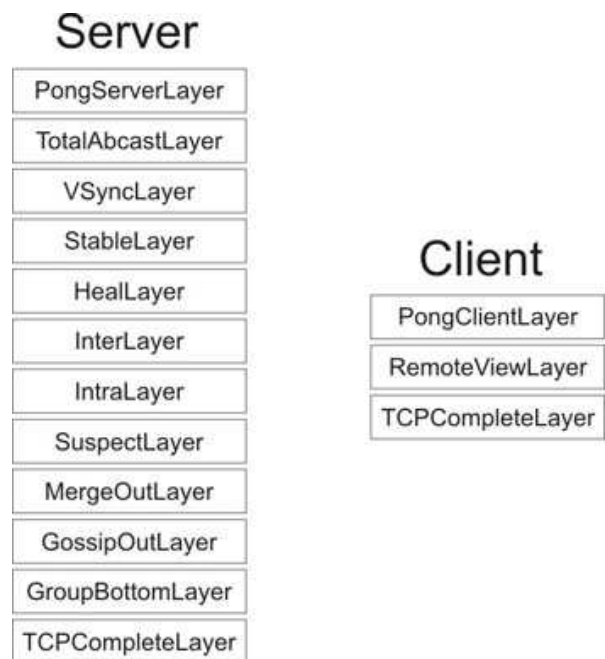 Server
PongServerLayer
TotalAbcastLayer
VSyncLayer
StableLayer
HealLayer
InterLayer
IntraLayer
SuspectLayer
MergeOutLayer
GossipOutLayer
GroupBottomLayer
TCPCompleteLayer
Client
PongClientLayer
RemoteViewLayer
TCPCompleteLayer